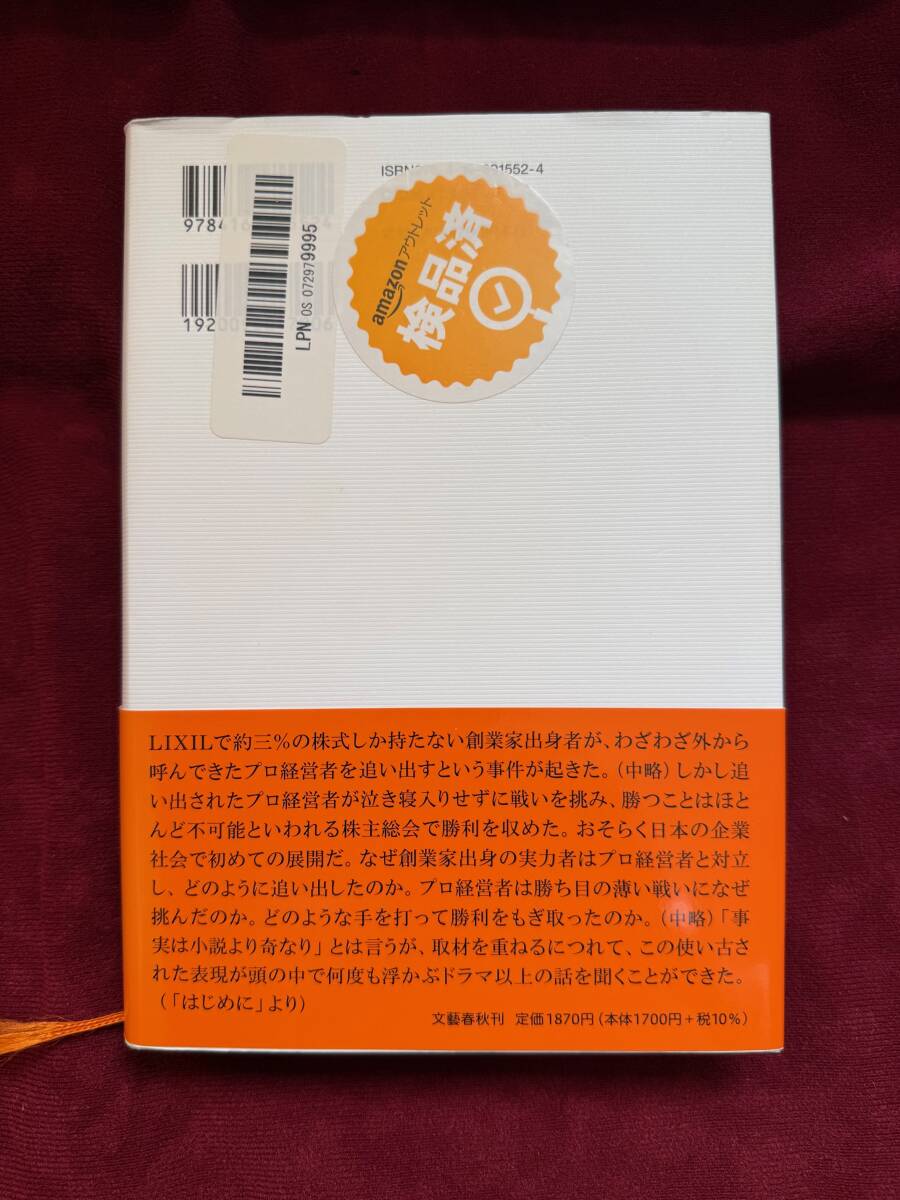 ISBN
1552-4
9784
LPN OS 072979995
192
amazonアウトレット
検品済
LIXILで約三%の株式しか持たない創業家出身者が、わざわざ外から
呼んできたプロ経営者を追い出すという事件が起きた。(中略)しかし追
い出されたプロ経営者が泣き寝入りせずに戦いを挑み、勝つことはほと
んど不可能といわれる株主総会で勝利を収めた。おそらく日本の企業
社会で初めての展開だ。なぜ創業家出身の実力者はプロ経営者と対立
し、どのように追い出したのか。プロ経営者は勝ち目の薄い戦いになぜ
挑んだのか。どのような手を打って勝利をもぎ取ったのか。(中略)「事
実は小説より奇なり」とは言うが、取材を重ねるにつれて、この使い古さ
れた表現が頭の中で何度も浮かぶドラマ以上の話を聞くことができた。
(「はじめに」より)
文藝春秋刊 定価1870円(本体1700円+税10%)